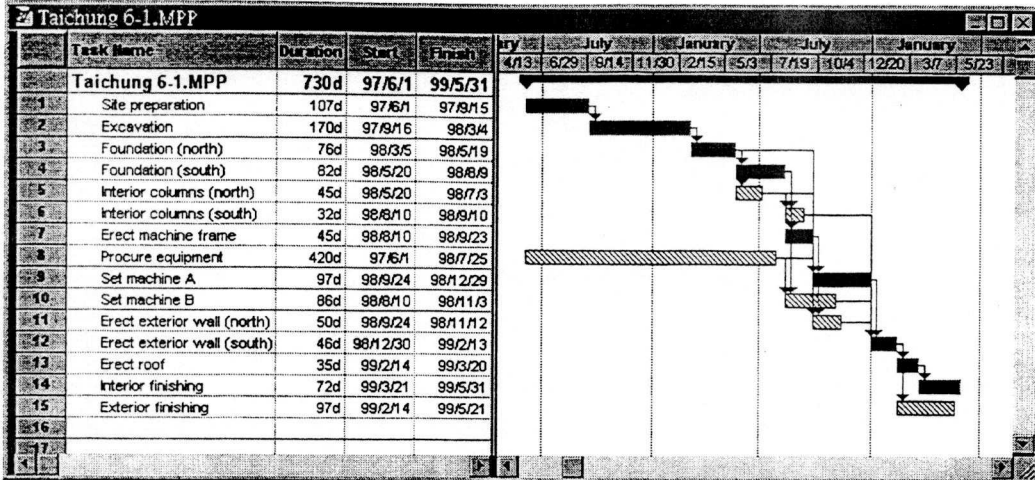 Taichung 6-1.MPP
Task Name Duration Start Finish July January July January
4/13 6/29 9/14 11/30 2/15 5/3 7/19 10/4 12/20 3/7 5/23
Taichung 6-1.MPP 730d 97/6/1 99/5/31
1 Site preparation 107d 97/6/1 97/9/15
2 Excavation 170d 97/9/16 98/3/4
3 Foundation (north) 76d 98/3/5 98/5/19
4 Foundation (south) 82d 98/5/20 98/8/9
5 Interior columns (north) 45d 98/5/20 98/7/3
6 Interior columns (south) 32d 98/8/10 98/9/10
7 Erect machine frame 45d 98/8/10 98/9/23
8 Procure equipment 420d 97/6/1 98/7/25
9 Set machine A 97d 98/9/24 98/12/29
10 Set machine B 86d 98/8/10 98/11/3
11 Erect exterior wall (north) 50d 98/9/24 98/11/12
12 Erect exterior wall (south) 46d 98/12/30 99/2/13
13 Erect roof 35d 99/2/14 99/3/20
14 Interior finishing 72d 99/3/21 99/5/31
15 Exterior finishing 97d 99/2/14 99/5/21
16
17